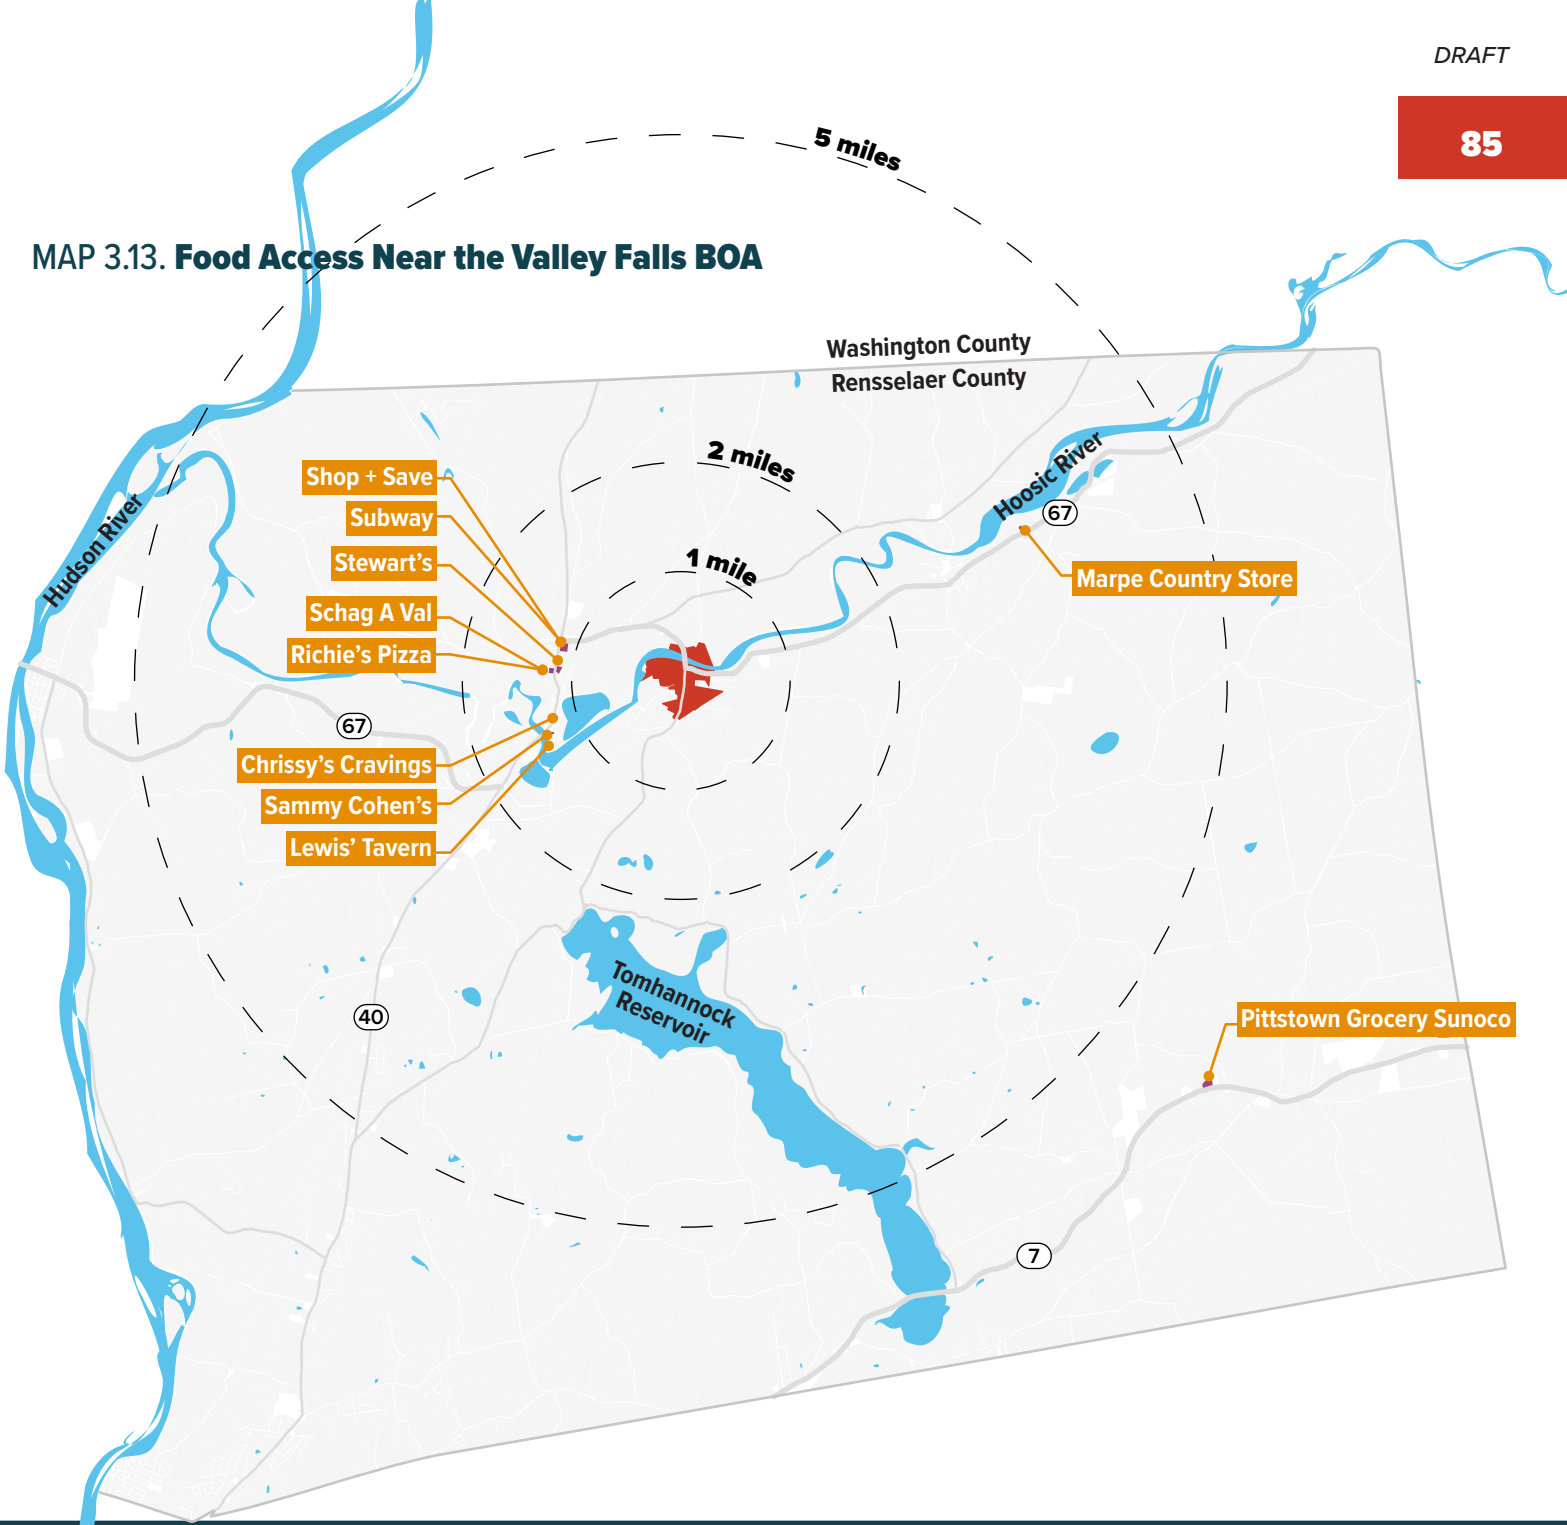 DRAFT
85
5 miles
MAP 3.13. Food Access Near the Valley Falls BOA
Washington County
Rensselaer County
2 miles
Hoosic River
Shop + Save
Subway
Hudson River
67
Stewart's
1 mile
Marpe Country Store
Schag A Val
Richie's Pizza
67
Chrissy's Cravings
Sammy Cohen's
Lewis' Tavern
Tomhannock
Reservoir
40
Pittstown Grocery Sunoco
7